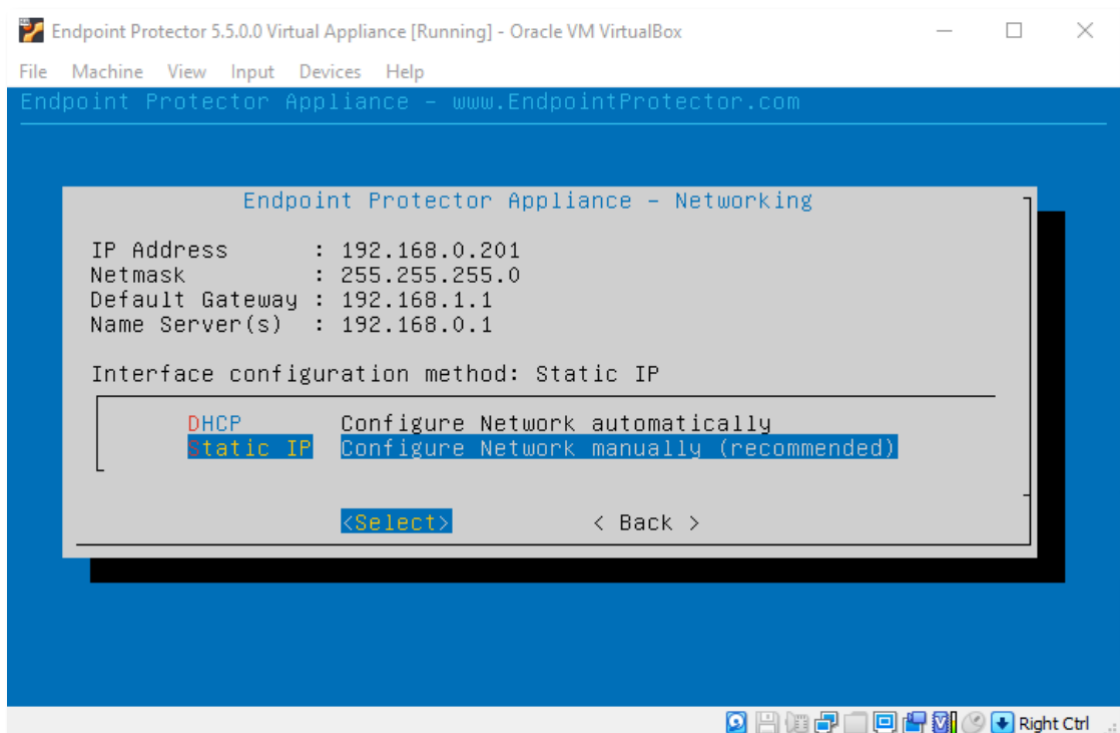 Endpoint Protector 5.5.0.0 Virtual Appliance [Running] - Oracle VM VirtualBox
File Machine View Input Devices Help
Endpoint Protector Appliance - www.EndpointProtector.com
Endpoint Protector Appliance - Networking
IP Address : 192.168.0.201
Netmask : 255.255.255.0
Default Gateway : 192.168.1.1
Name Server(s) : 192.168.0.1
Interface configuration method: Static IP
DHCP Configure Network automatically
Static IP Configure Network manually (recommended)
<Select> < Back >
Right Ctrl